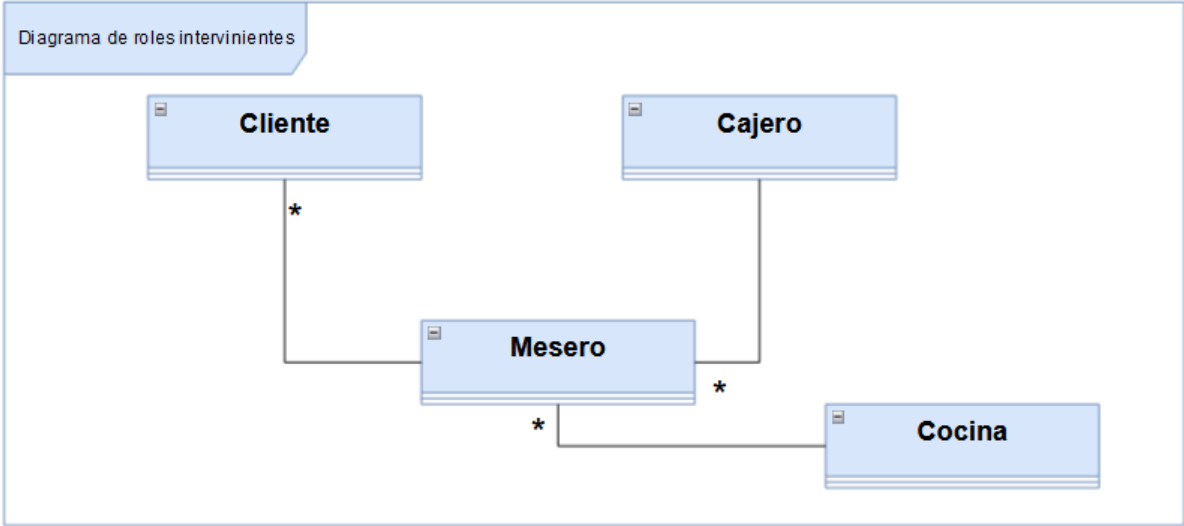 Diagrama de roles intervinientes
Cliente
Cajero
*
Mesero
*
*
Cocina